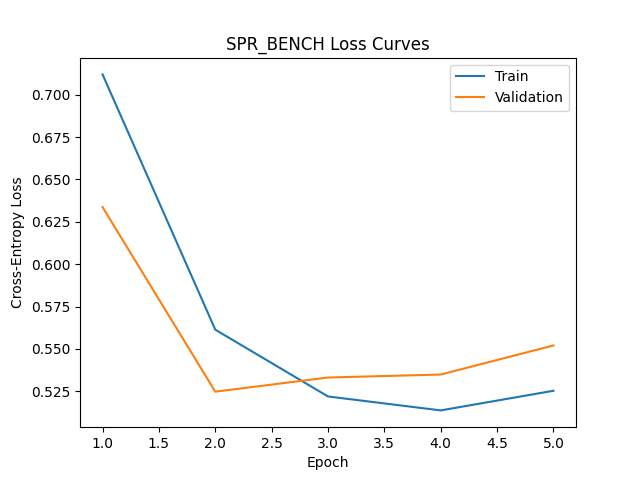 SPR_BENCH Loss Curves
Train
Validation
Cross-Entropy Loss
0.700
0.675
0.650
0.625
0.600
0.575
0.550
0.525
1.0 1.5 2.0 2.5 3.0 3.5 4.0 4.5 5.0
Epoch